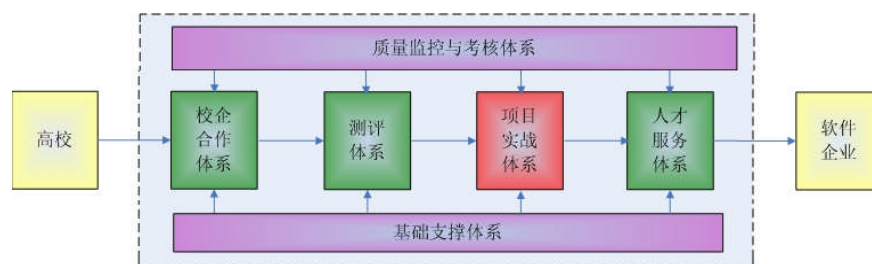 质量监控与考核体系
高校
校企
合作
体系
测评
体系
项目
实战
体系
人才
服务
体系
软件
企业
基础支撑体系